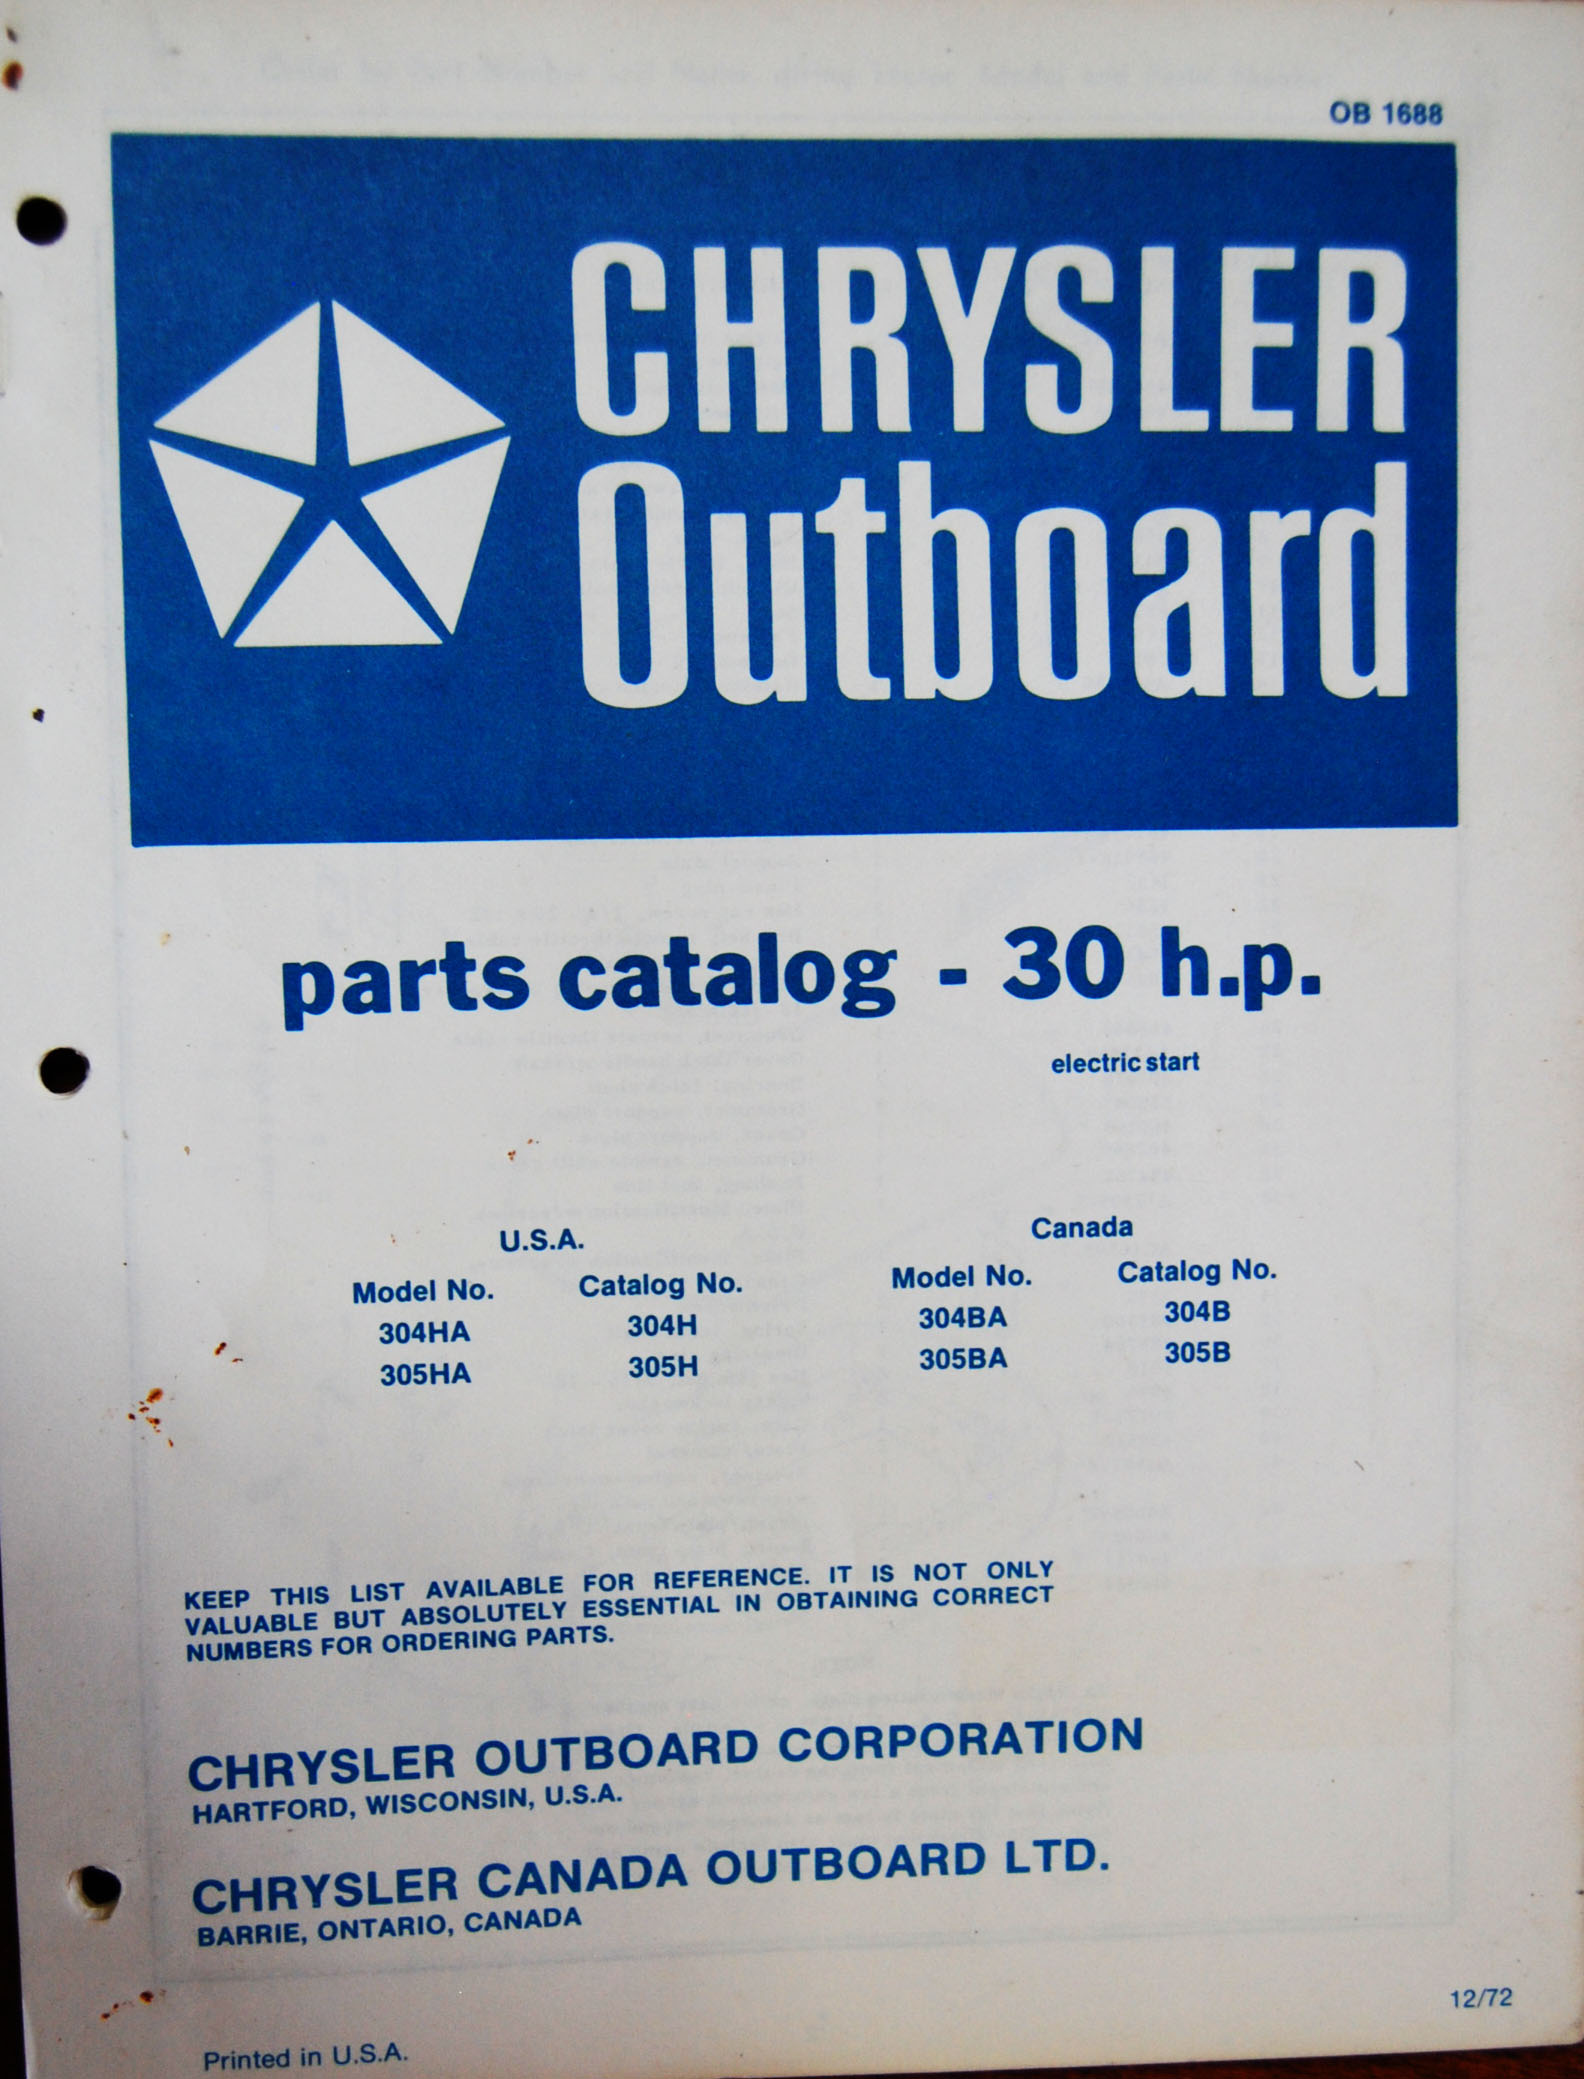 OB 1688
CHRYSLER
Outboard
parts catalog - 30 h.p.
electric start
U.S.A. Canada
Model No. Catalog No. Model No. Catalog No.
304HA 304H 304BA 304B
305HA 305H 305BA 305B
KEEP THIS LIST AVAILABLE FOR REFERENCE. IT IS NOT ONLY
VALUABLE BUT ABSOLUTELY ESSENTIAL IN OBTAINING CORRECT
NUMBERS FOR ORDERING PARTS.
CHRYSLER OUTBOARD CORPORATION
HARTFORD, WISCONSIN, U.S.A.
CHRYSLER CANADA OUTBOARD LTD.
BARRIE, ONTARIO, CANADA
12/72
Printed in U.S.A.